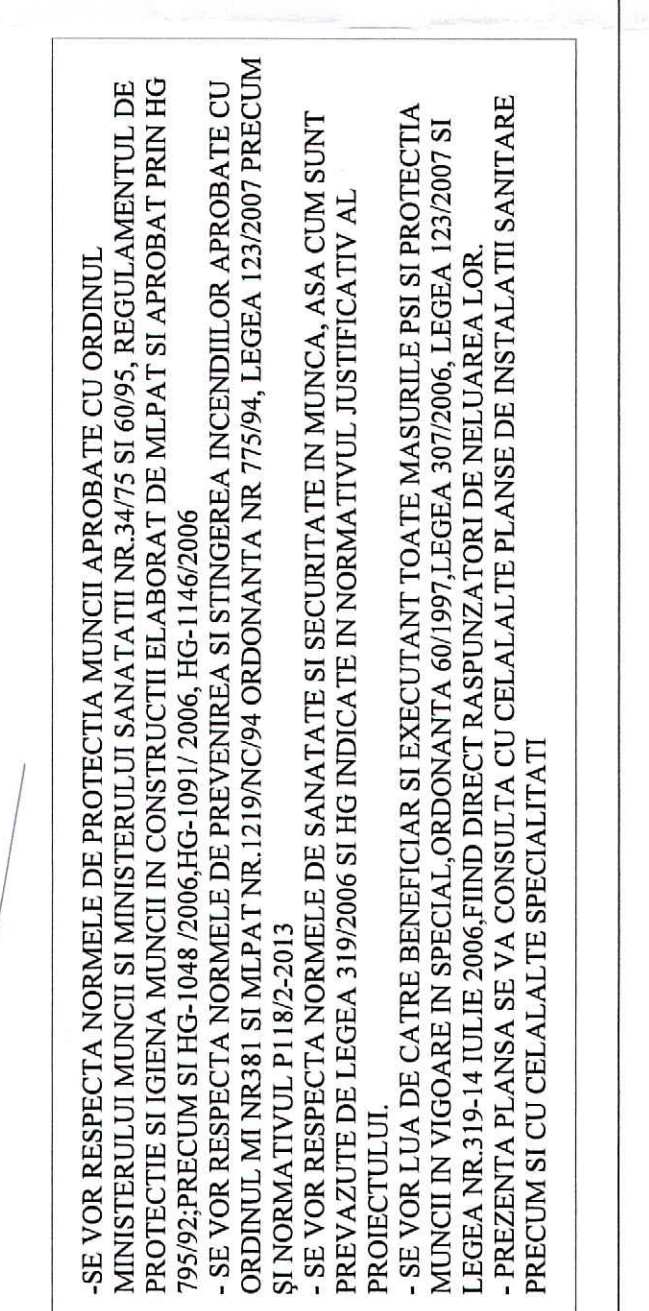 -SE VOR RESPECTA NORMELE DE PROTECTIA MUNCII APROBATE CU ORDINUL
MINISTERULUI MUNCII SI MINISTERULUI SANATATII NR.34/75 SI 60/95, REGULAMENTUL DE
PROTECTIE SI IGIENA MUNCII IN CONSTRUCTII ELABORAT DE MLPAT SI APROBAT PRIN HG
795/92;PRECUM SI HG-1048 /2006,HG-1091/ 2006, HG-1146/2006
- SE VOR RESPECTA NORMELE DE PREVENIREA SI STINGEREA INCENDIILOR APROBATE CU
ORDINUL MI NR381 SI MLPAT NR.1219/NC/94 ORDONANTA NR 775/94, LEGEA 123/2007 PRECUM
ȘI NORMATIVUL P118/2-2013
- SE VOR RESPECTA NORMELE DE SANATATE SI SECURITATE IN MUNCA, ASA CUM SUNT
PREVAZUTE DE LEGEA 319/2006 SI HG INDICATE IN NORMATIVUL JUSTIFICATIV AL
PROIECTULUI.
- SE VOR LUA DE CATRE BENEFICIAR SI EXECUTANT TOATE MASURILE PSI SI PROTECTIA
MUNCII IN VIGOARE IN SPECIAL,ORDONANTA 60/1997,LEGEA 307/2006, LEGEA 123/2007 SI
LEGEA NR.319-14 IULIE 2006,FIIND DIRECT RASPUNZATORI DE NELUAREA LOR.
- PREZENTA PLANSA SE VA CONSULTA CU CELALALTE PLANSE DE INSTALATII SANITARE
PRECUM SI CU CELALALTE SPECIALITATI